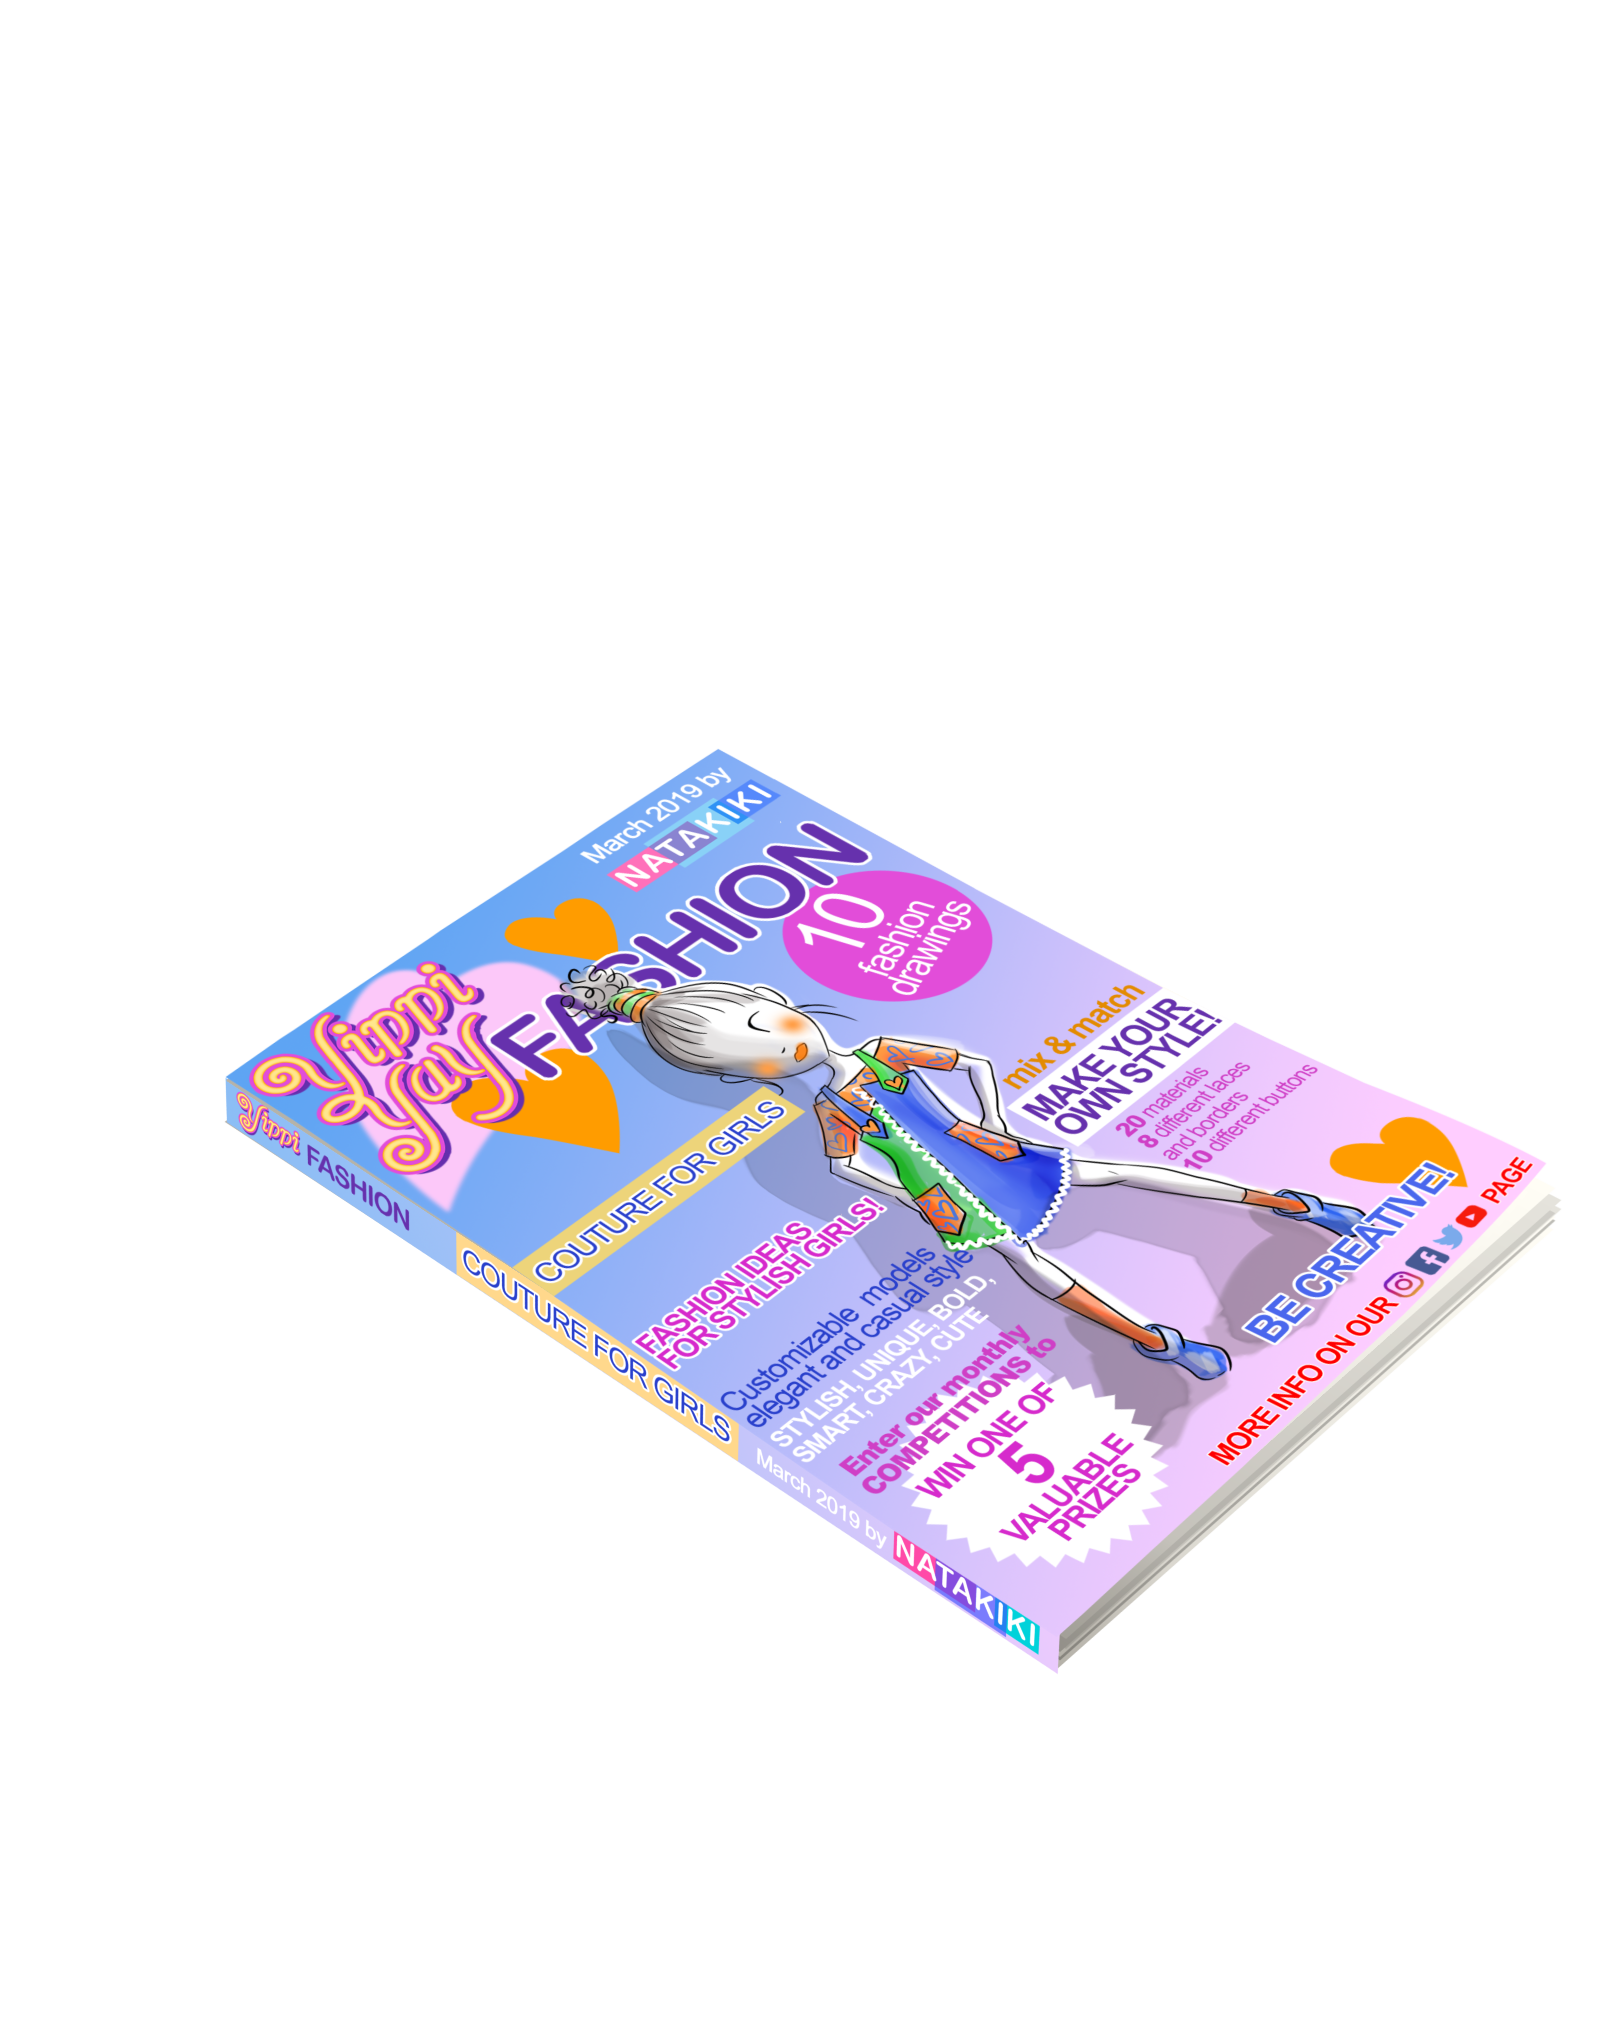 March 2019 by
NATAKIKI
Yippi
Yay
FASHION
10
fashion
drawings
mix & match
MAKE YOUR
OWN STYLE!
20 materials
8 different laces
and borders
10 different buttons
COUTURE FOR GIRLS
FASHION IDEAS
FOR STYLISH GIRLS!
Customizable models
elegant and casual style
STYLISH, UNIQUE, BOLD,
SMART, CRAZY, CUTE
Enter our monthly
COMPETITIONS to
WIN ONE OF
5
VALUABLE
PRIZES
BE CREATIVE!
MORE INFO ON OUR PAGE
Yippi FASHION
COUTURE FOR GIRLS
March 2019 by NATAKIKI